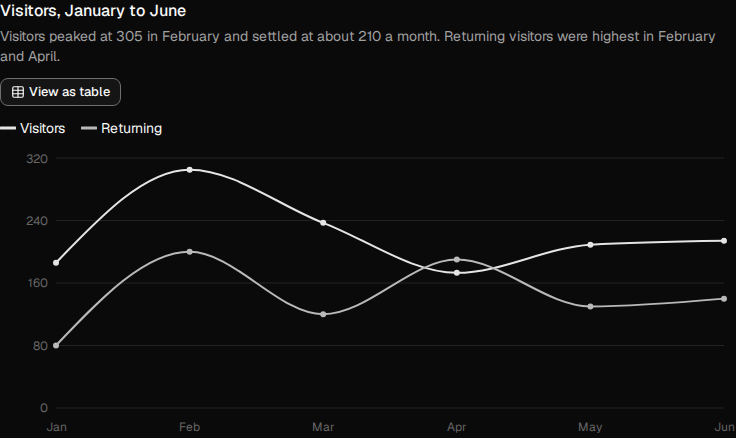 Visitors, January to June
Visitors peaked at 305 in February and settled at about 210 a month. Returning visitors were highest in February
and April.
View as table
Visitors Returning
320
240
160
80
0
Jan Feb Mar Apr May Jun